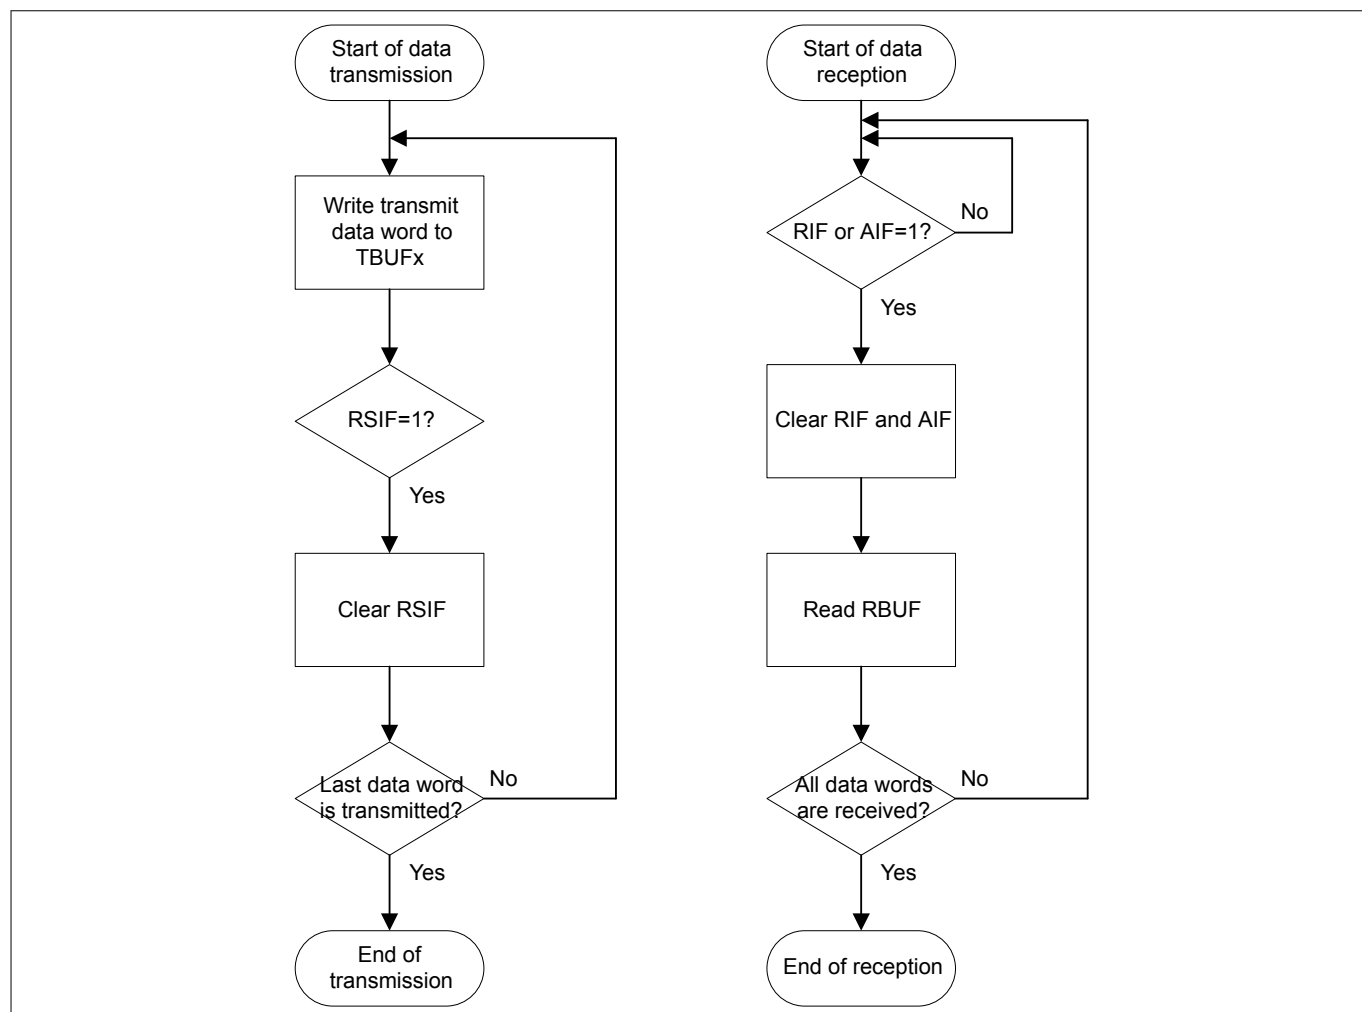 Start of data
transmission
Write transmit
data word to
TBUFx
RSIF=1?
Yes
Clear RSIF
Last data word
is transmitted?
No
Yes
End of
transmission
Start of data
reception
RIF or AIF=1?
No
Yes
Clear RIF and AIF
Read RBUF
All data words
are received?
No
Yes
End of reception